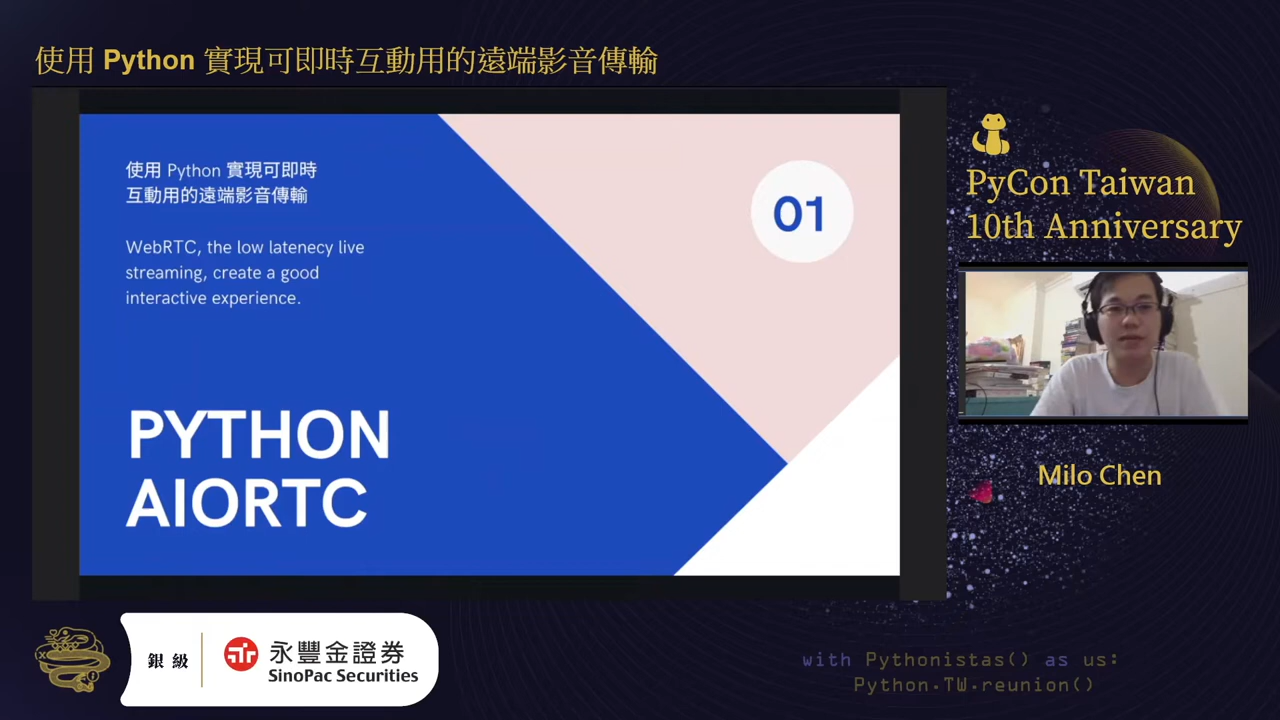 使用 Python 實現可即時互動用的遠端影音傳輸
使用 Python 實現可即時
互動用的遠端影音傳輸
WebRTC, the low latenecy live
streaming, create a good
interactive experience.
01
PYTHON
AIORTC
PyCon Taiwan
10th Anniversary
Milo Chen
銀級
永豐金證券
SinoPac Securities
with Pythonistas() as us:
Python.TW.reunion()